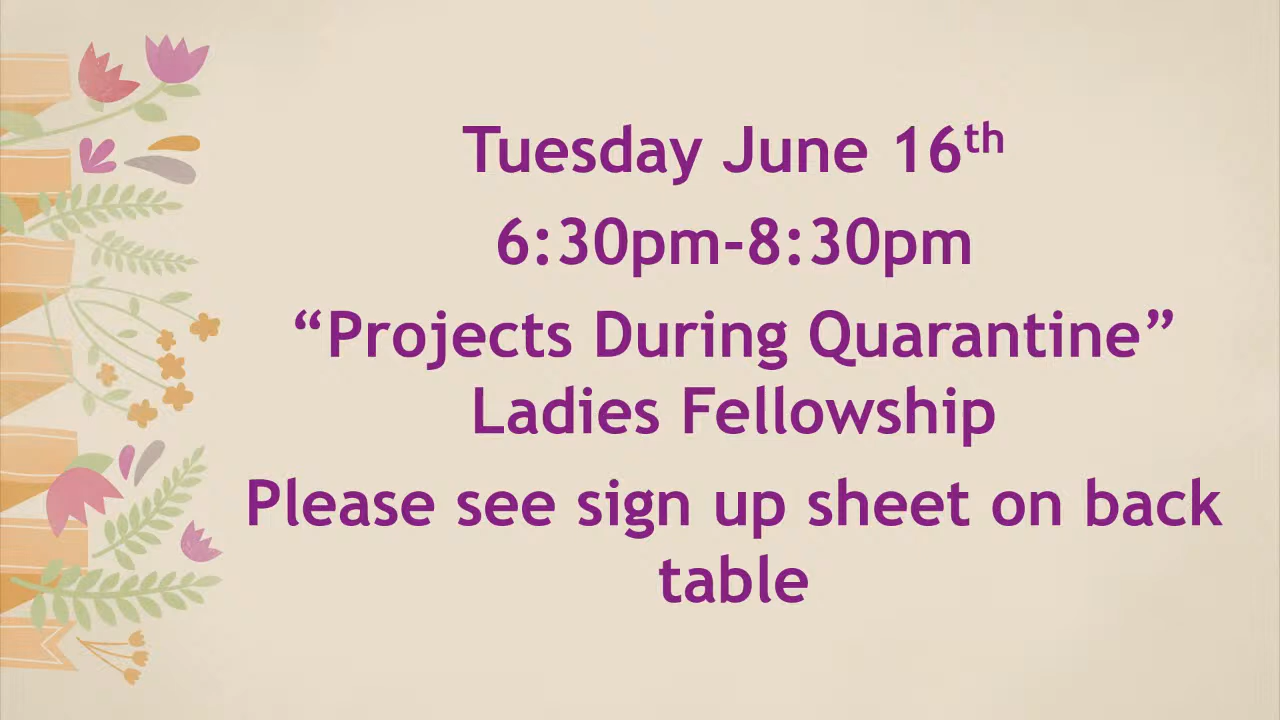 Tuesday June 16th
6:30pm-8:30pm
“Projects During Quarantine”
Ladies Fellowship
Please see sign up sheet on back
table